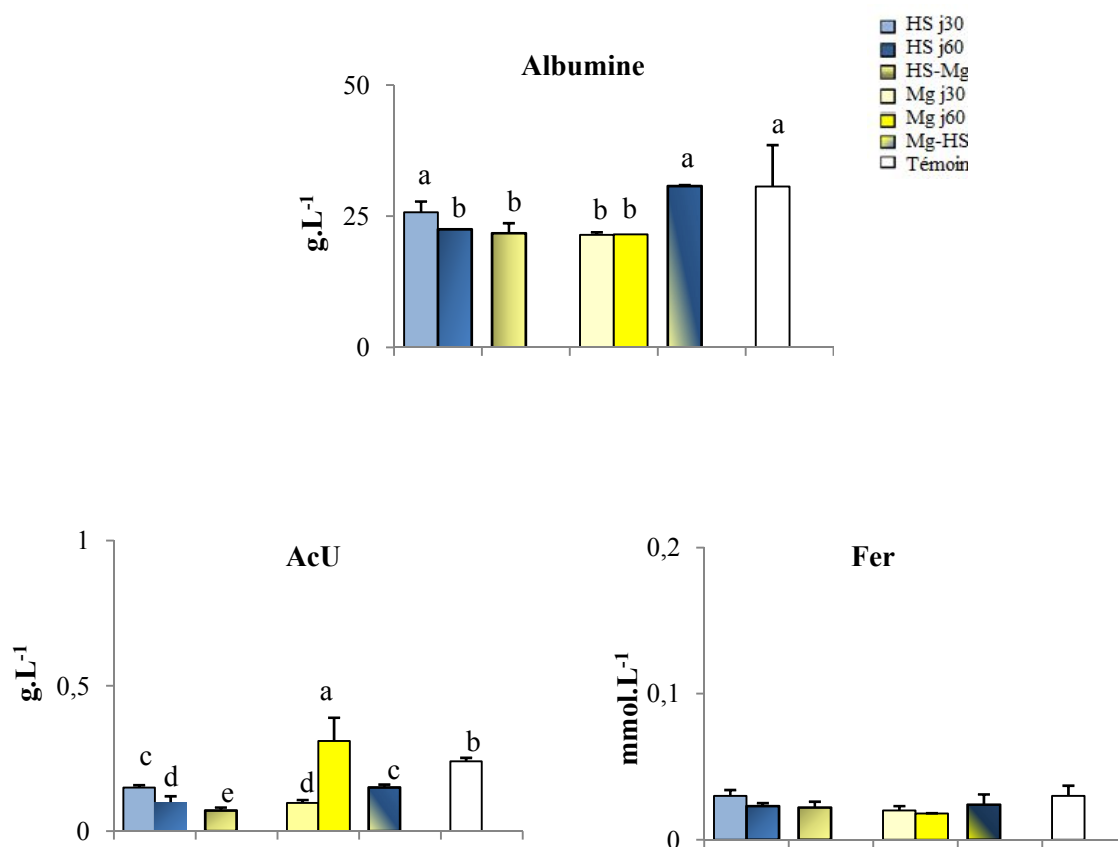 HS j30
HS j60
HS-Mg
Mg j30
Mg j60
Mg-HS
Témoin
Albumine
50
25
0
g.L-1
a
b
b
b
b
a
a
AcU
1
0,5
0
g.L-1
c
d
e
d
a
c
b
Fer
0,2
0,1
0
mmol.L-1